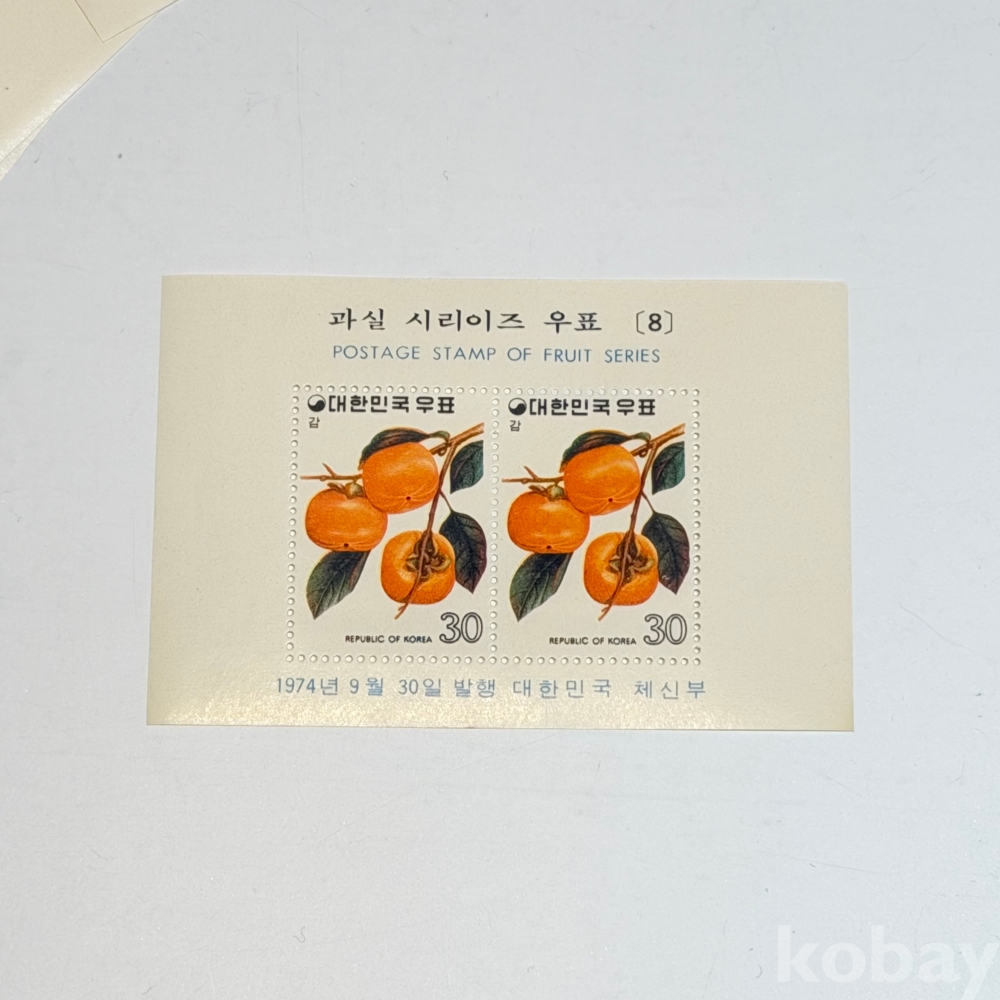 과실 시리이즈 우표 〔8〕
POSTAGE STAMP OF FRUIT SERIES
대한민국우표
감
REPUBLIC OF KOREA 30
대한민국우표
감
REPUBLIC OF KOREA 30
1974년 9월 30일 발행 대한민국 체신부
kobay